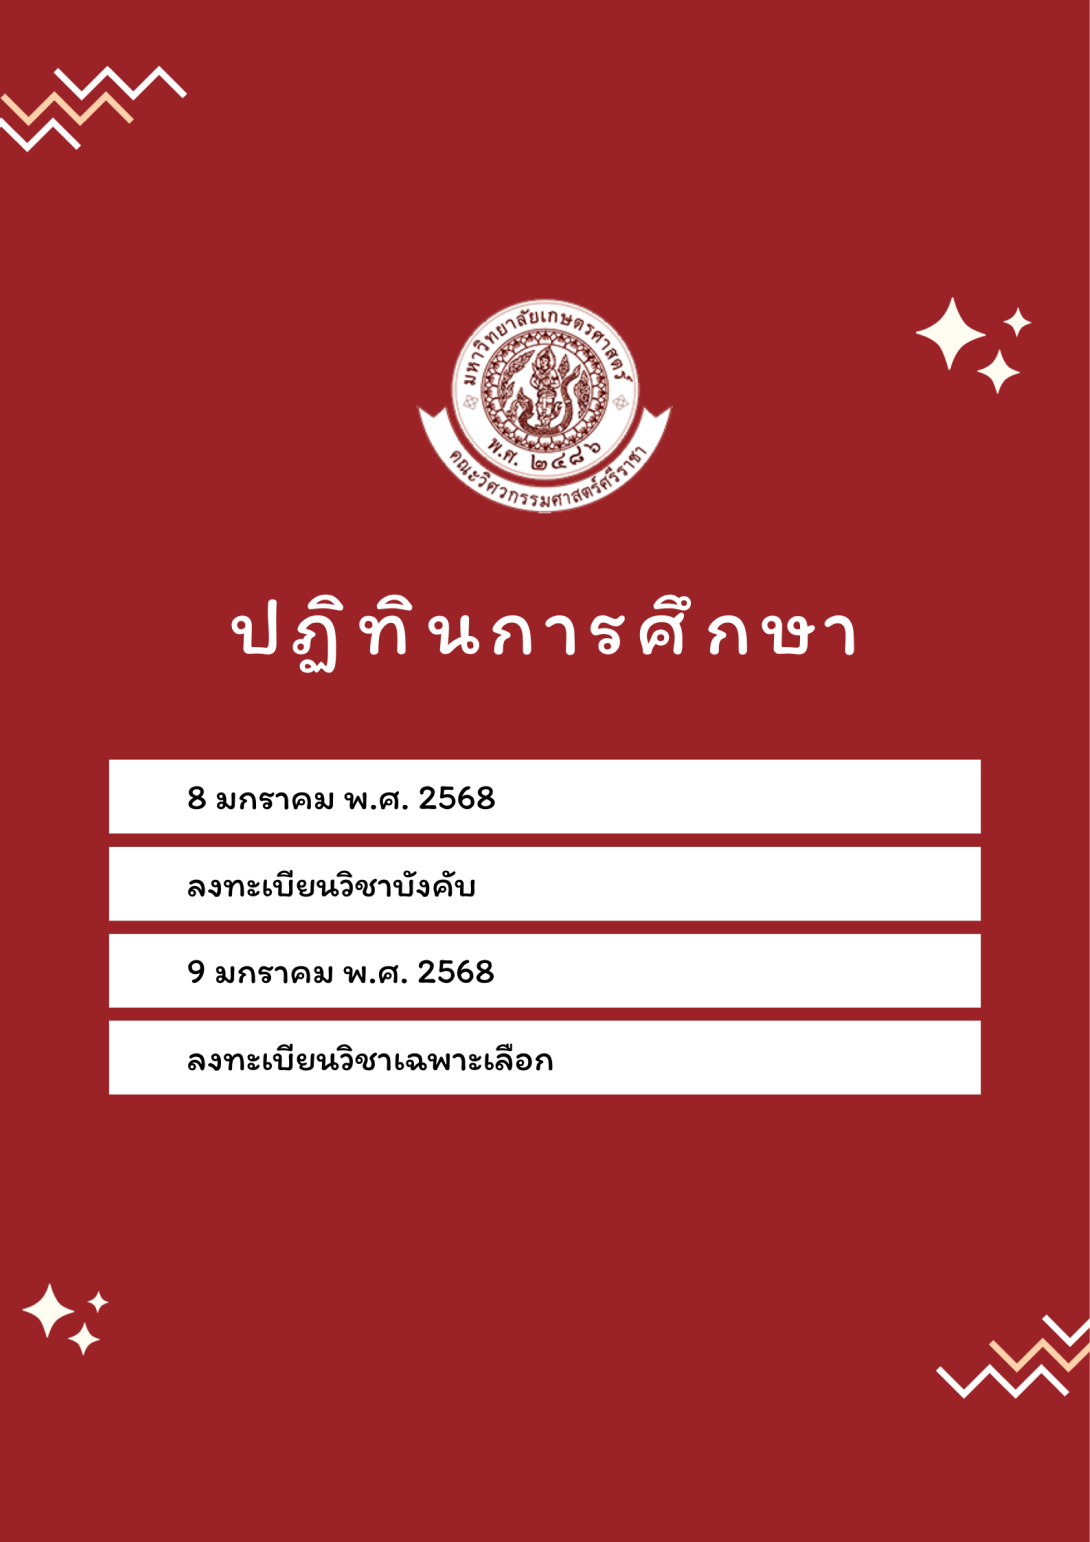 มหาวิทยาลัยเกษตรศาสตร์
พ.ศ. ๒๔๘๖
คณะวิศวกรรมศาสตร์ศรีราชา
ปฏิทินการศึกษา
8 มกราคม พ.ศ. 2568
ลงทะเบียนวิชาบังคับ
9 มกราคม พ.ศ. 2568
ลงทะเบียนวิชาเฉพาะเลือก